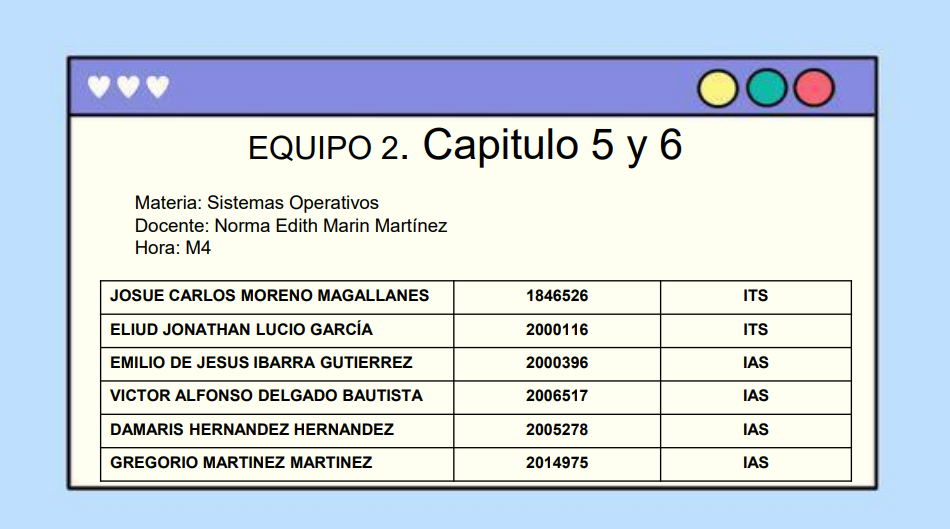 EQUIPO 2. Capitulo 5 y 6
Materia: Sistemas Operativos
Docente: Norma Edith Marin Martínez
Hora: M4
JOSUE CARLOS MORENO MAGALLANES 1846526 ITS
ELIUD JONATHAN LUCIO GARCÍA 2000116 ITS
EMILIO DE JESUS IBARRA GUTIERREZ 2000396 IAS
VICTOR ALFONSO DELGADO BAUTISTA 2006517 IAS
DAMARIS HERNANDEZ HERNANDEZ 2005278 IAS
GREGORIO MARTINEZ MARTINEZ 2014975 IAS